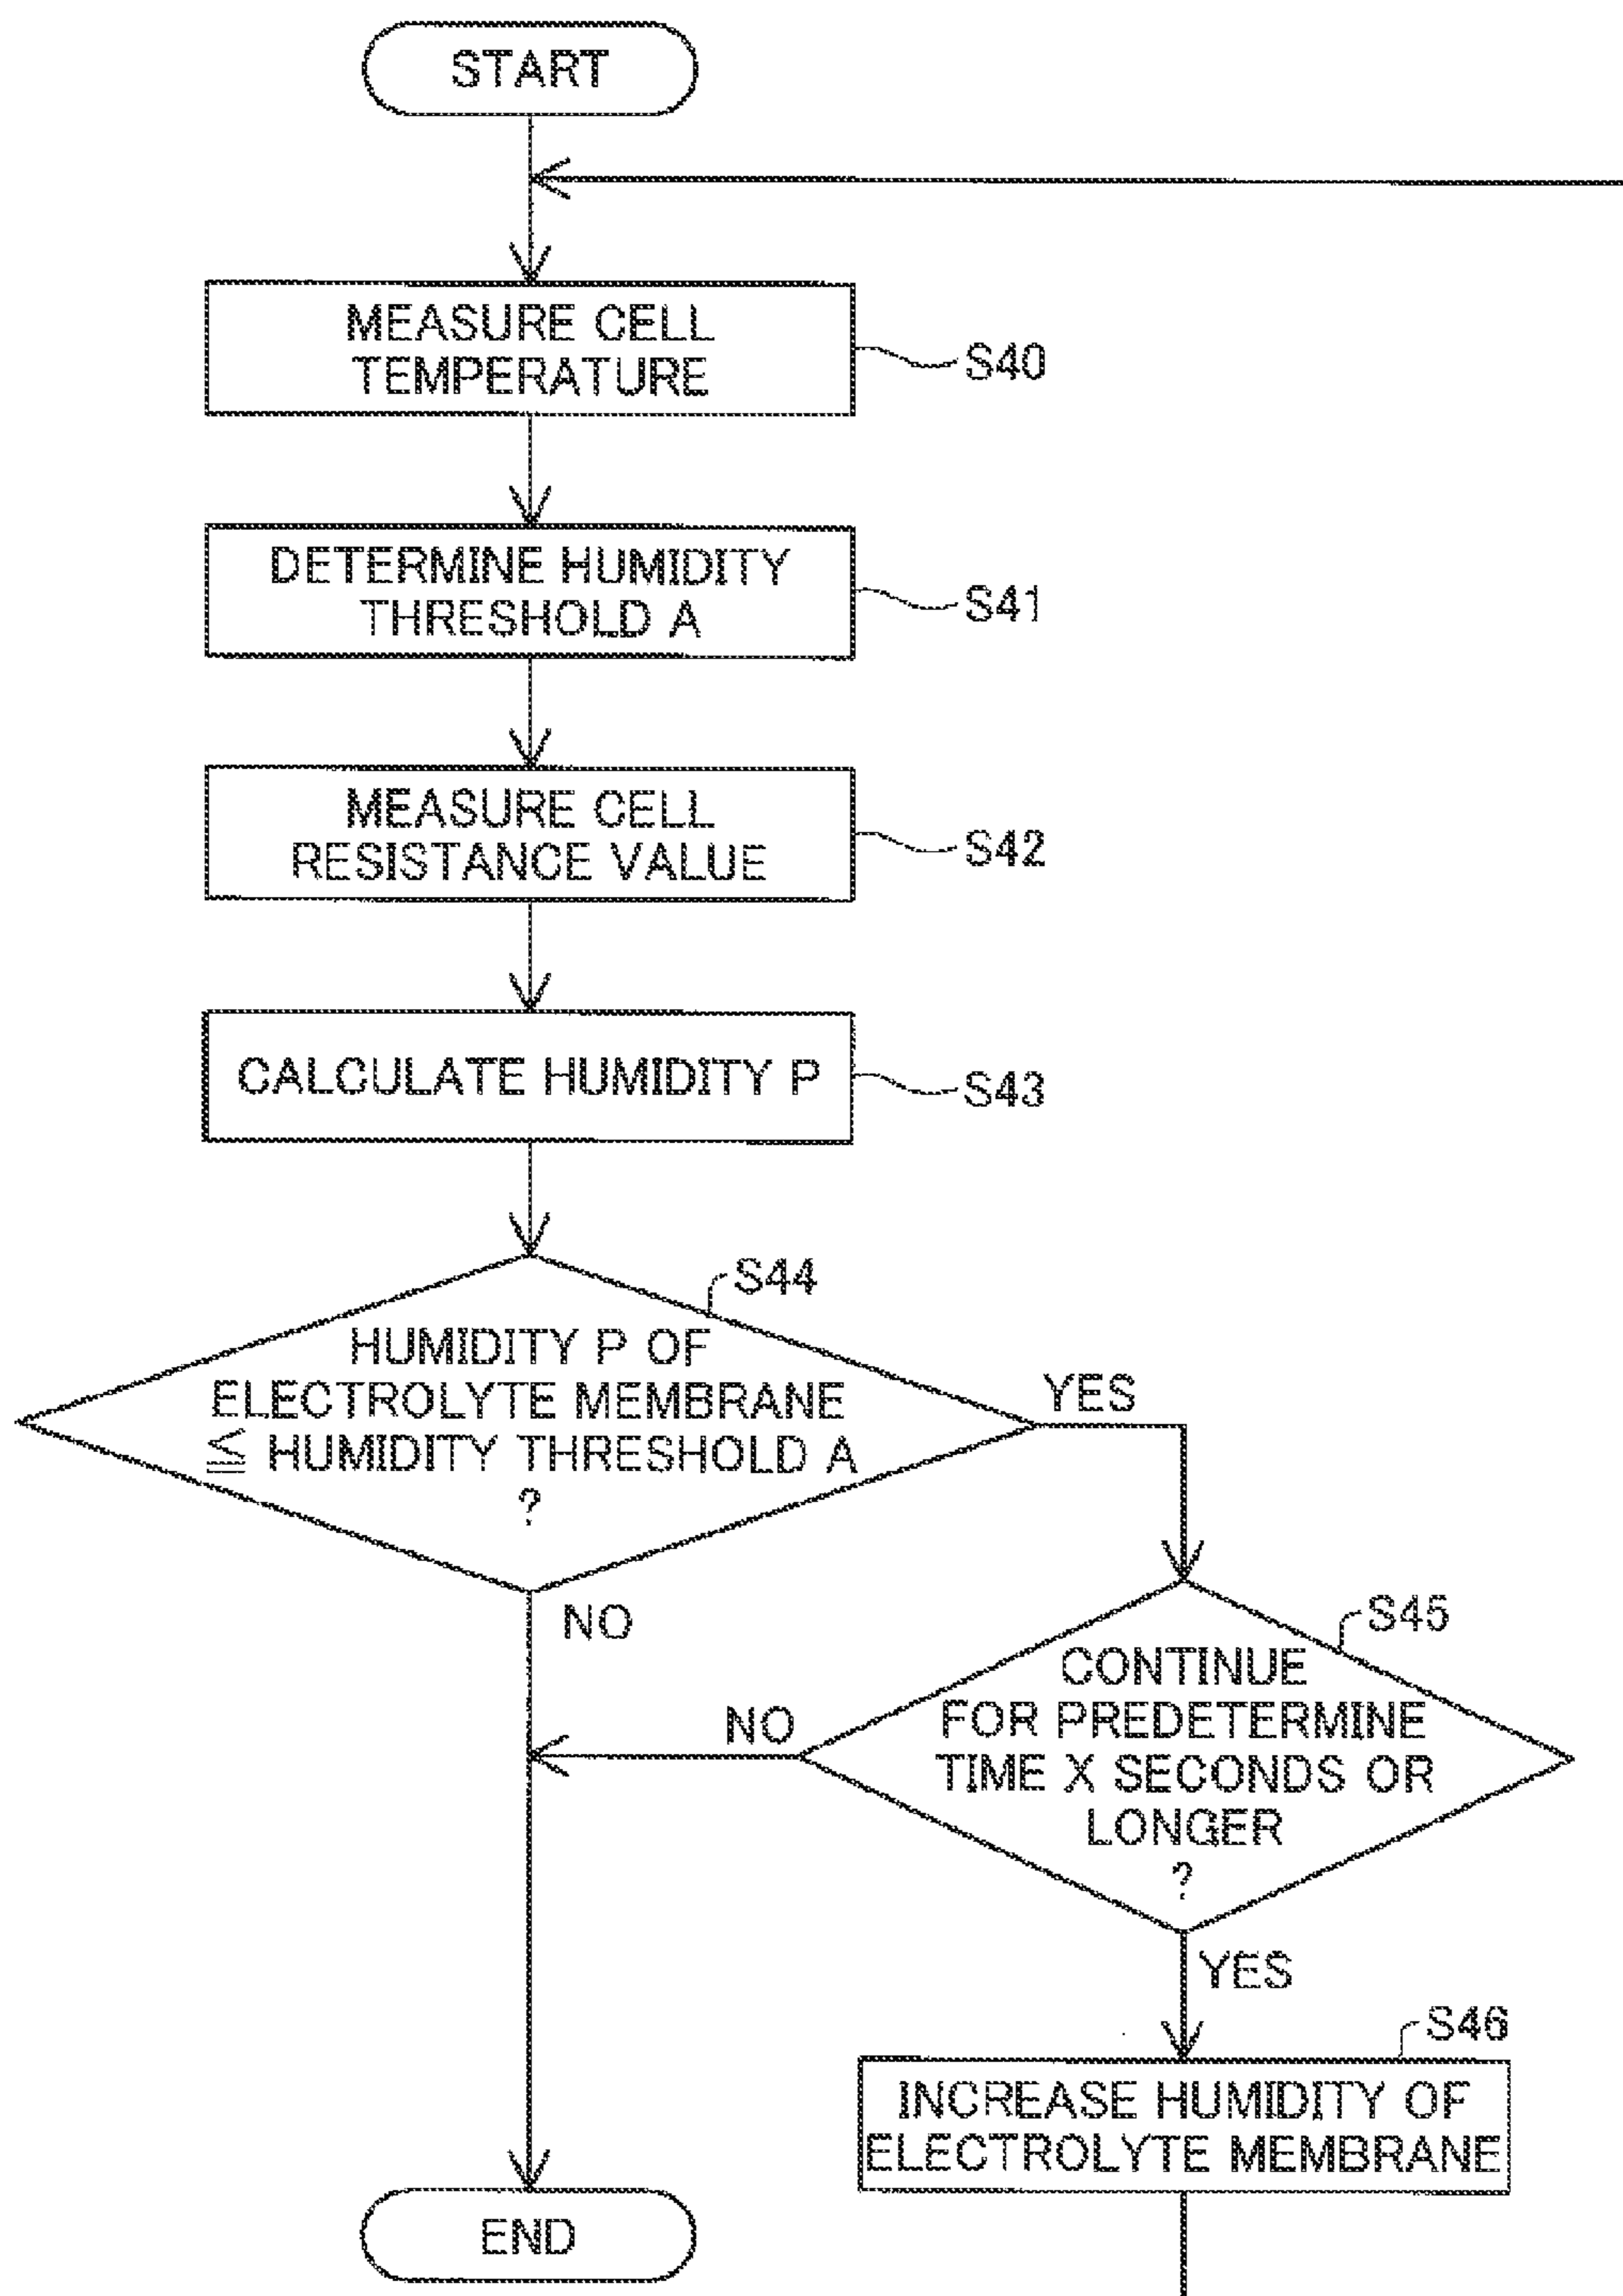 START
MEASURE CELL
TEMPERATURE
S40
DETERMINE HUMIDITY
THRESHOLD A
S41
MEASURE CELL
RESISTANCE VALUE
S42
CALCULATE HUMIDITY P
S43
S44
HUMIDITY P OF
ELECTROLYTE MEMBRANE
≦ HUMIDITY THRESHOLD A
?
YES
NO
S45
CONTINUE
FOR PREDETERMINE
TIME X SECONDS OR
LONGER
?
NO
YES
S46
INCREASE HUMIDITY OF
ELECTROLYTE MEMBRANE
END